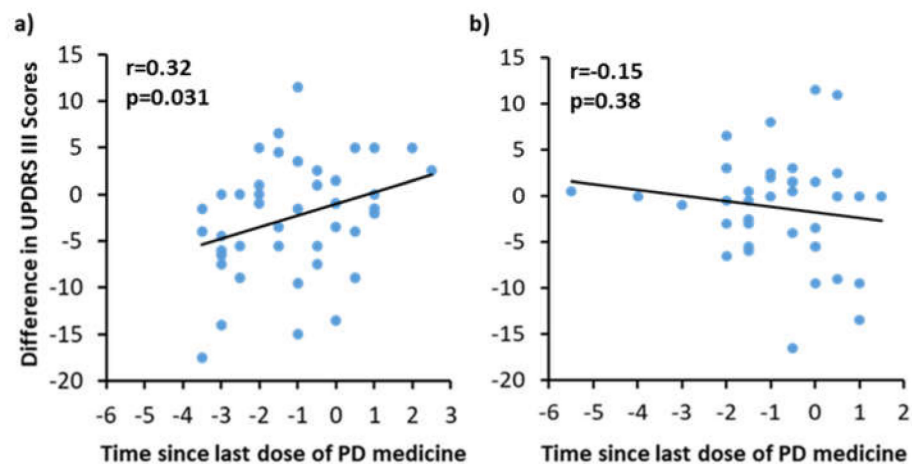 a)
r=0.32
p=0.031
Difference in UPDRS III Scores
15
10
5
0
-5
-10
-15
-20
-6 -5 -4 -3 -2 -1 0 1 2 3
Time since last dose of PD medicine
b)
r=-0.15
p=0.38
15
10
5
0
-5
-10
-15
-20
-6 -5 -4 -3 -2 -1 0 1 2
Time since last dose of PD medicine